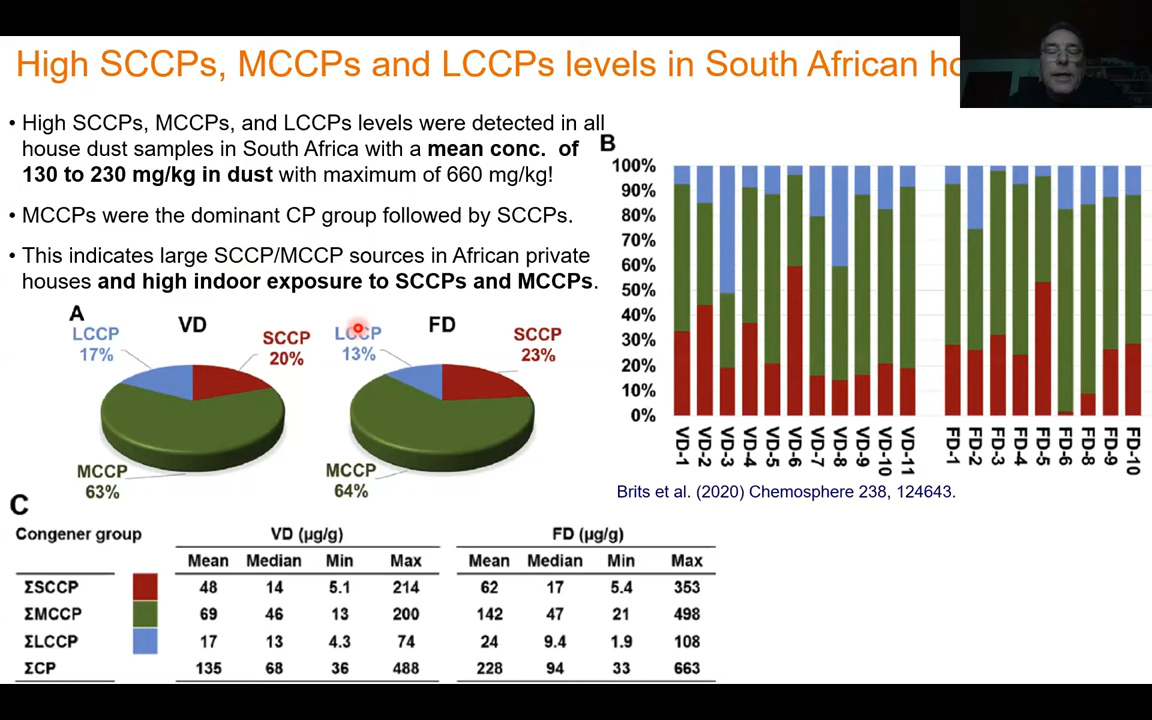 High SCCPs, MCCPs and LCCPs levels in South African ho
• High SCCPs, MCCPs, and LCCPs levels were detected in all
house dust samples in South Africa with a mean conc. of
130 to 230 mg/kg in dust with maximum of 660 mg/kg!
• MCCPs were the dominant CP group followed by SCCPs.
• This indicates large SCCP/MCCP sources in African private
houses and high indoor exposure to SCCPs and MCCPs.
A
VD
LCCP
17%
SCCP
20%
MCCP
63%
FD
LCCP
13%
SCCP
23%
MCCP
64%
B
100%
90%
80%
70%
60%
50%
40%
30%
20%
10%
0%
VD-1 VD-2 VD-3 VD-4 VD-5 VD-6 VD-7 VD-8 VD-9 VD-10 VD-11 FD-1 FD-2 FD-3 FD-4 FD-5 FD-6 FD-8 FD-9 FD-10
Brits et al. (2020) Chemosphere 238, 124643.
C
Congener group VD (µg/g) FD (µg/g)
Mean Median Min Max Mean Median Min Max
ΣSCCP 48 14 5.1 214 62 17 5.4 353
ΣMCCP 69 46 13 200 142 47 21 498
ΣLCCP 17 13 4.3 74 24 9.4 1.9 108
ΣCP 135 68 36 488 228 94 33 663